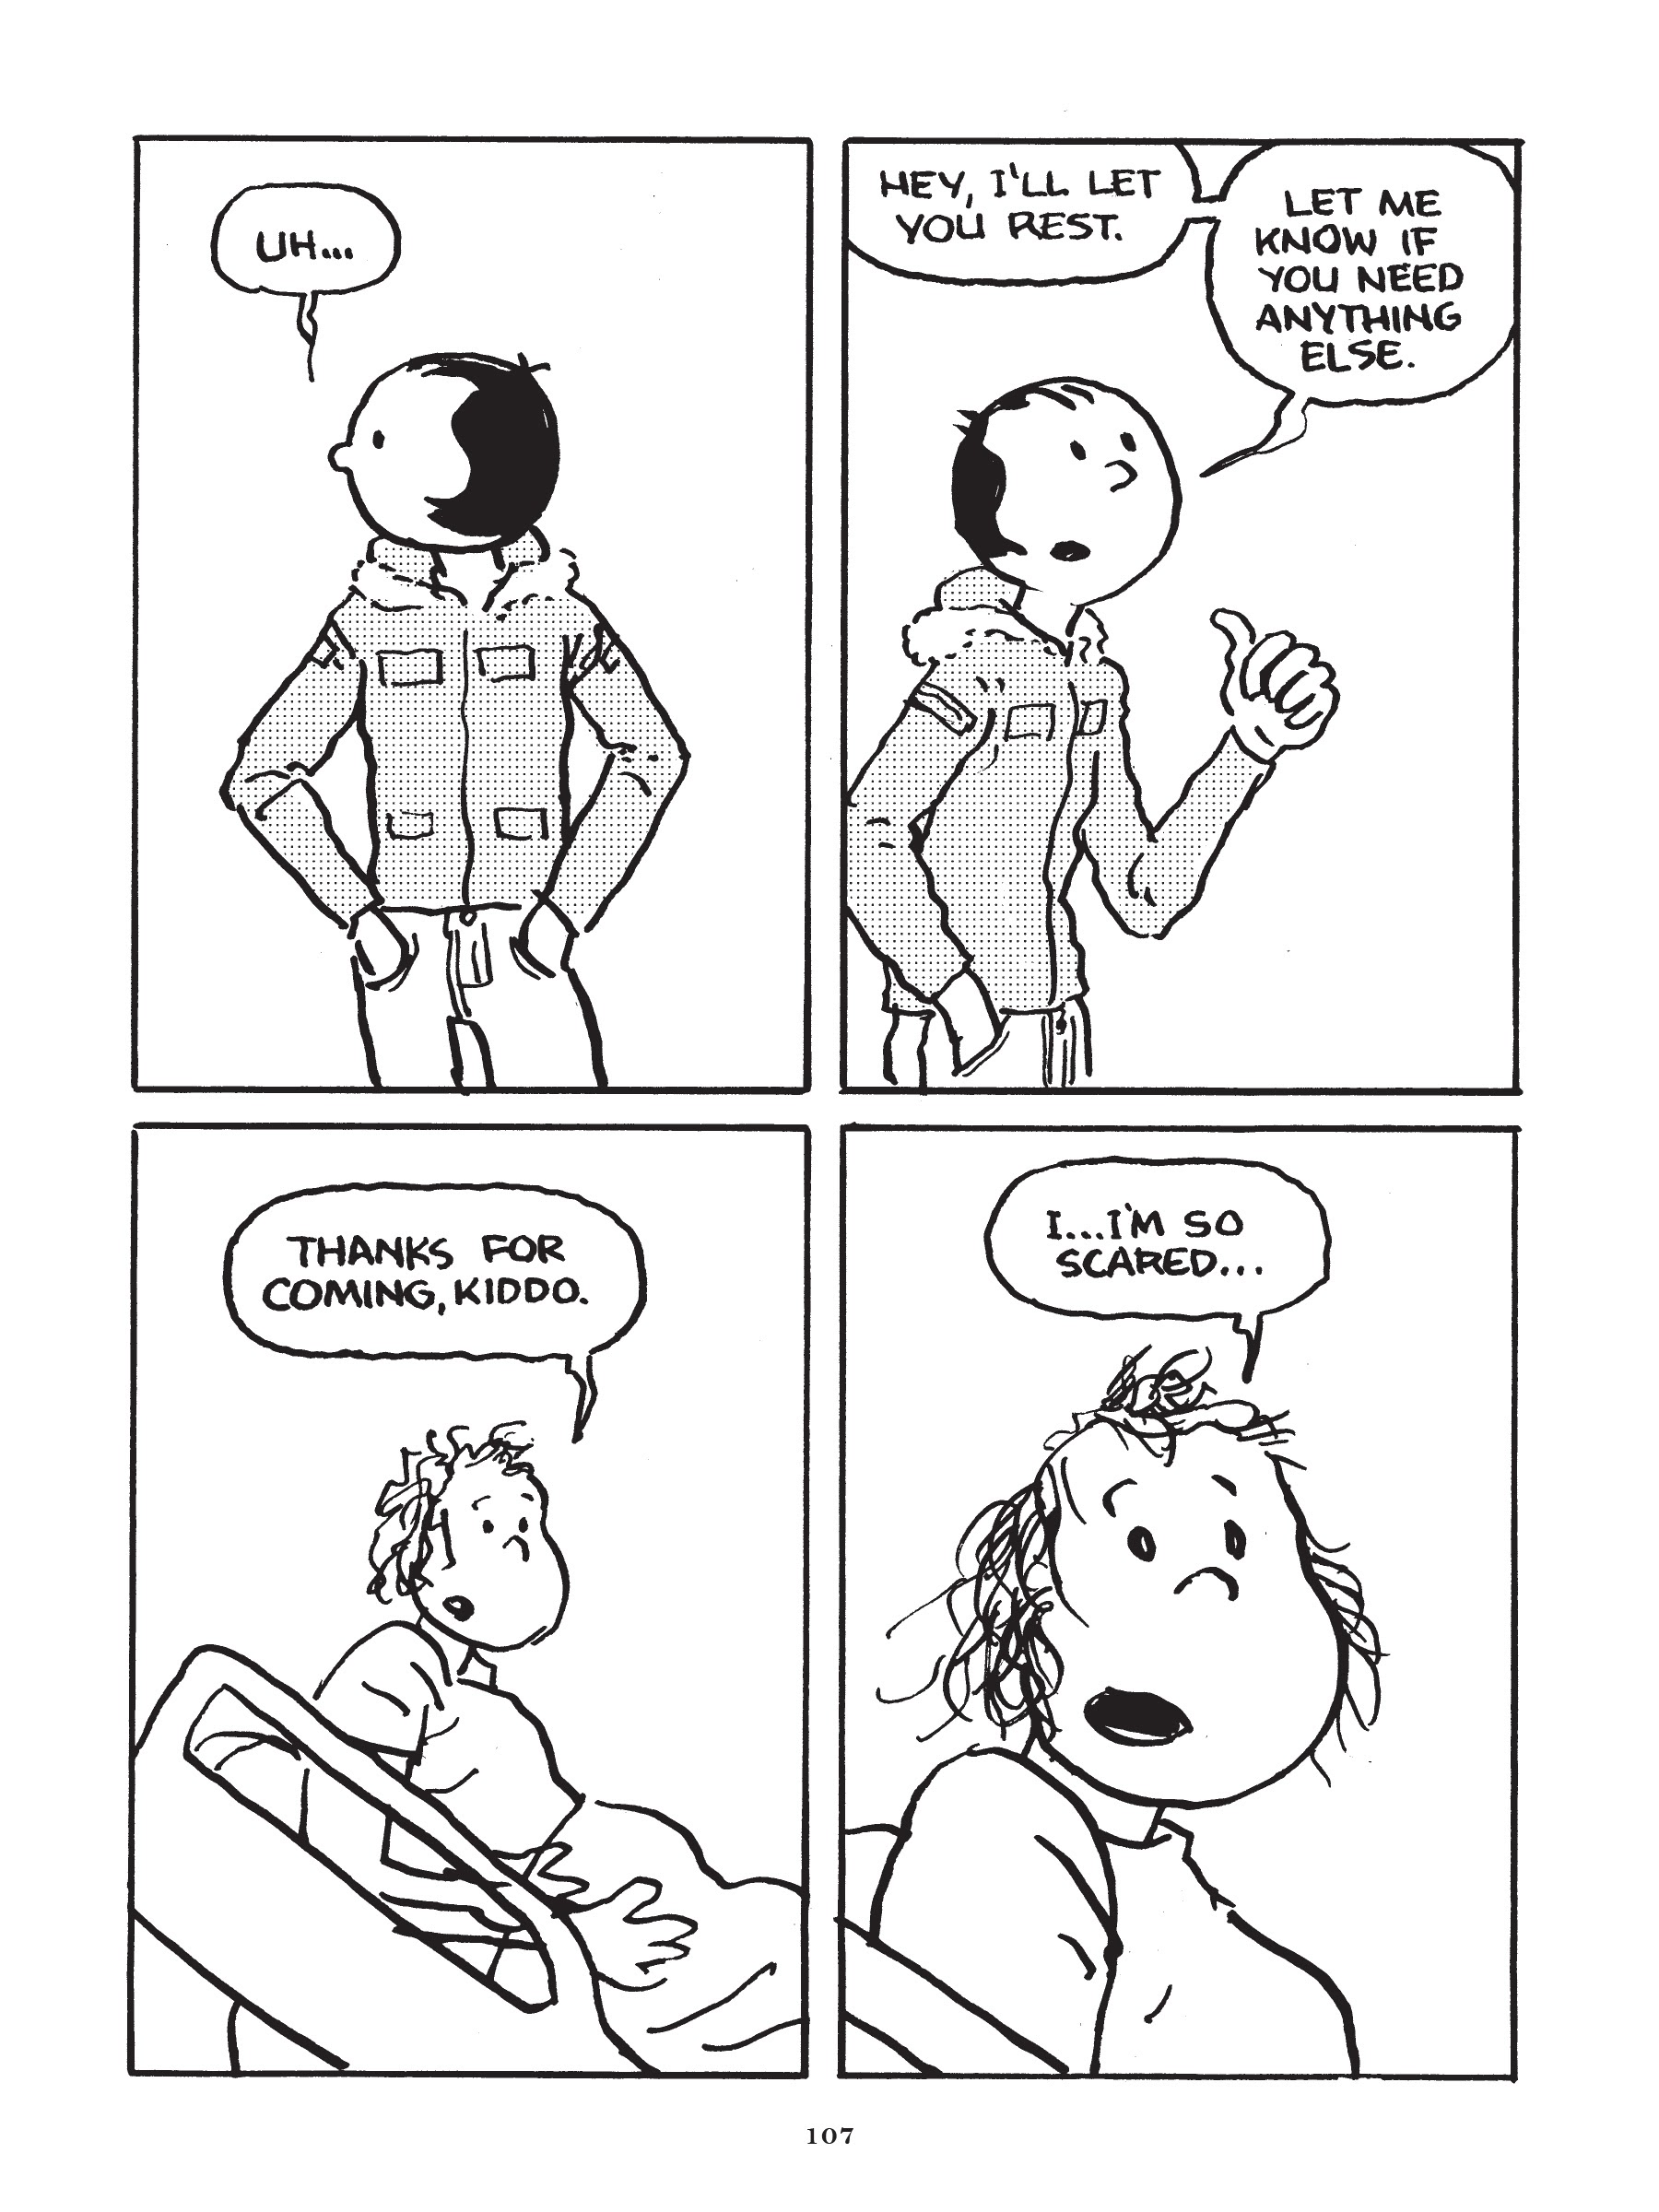 UH...
HEY, I'LL LET
YOU REST.
LET ME
KNOW IF
YOU NEED
ANYTHING
ELSE.
THANKS FOR
COMING, KIDDO.
I...I'M SO
SCARED...
107